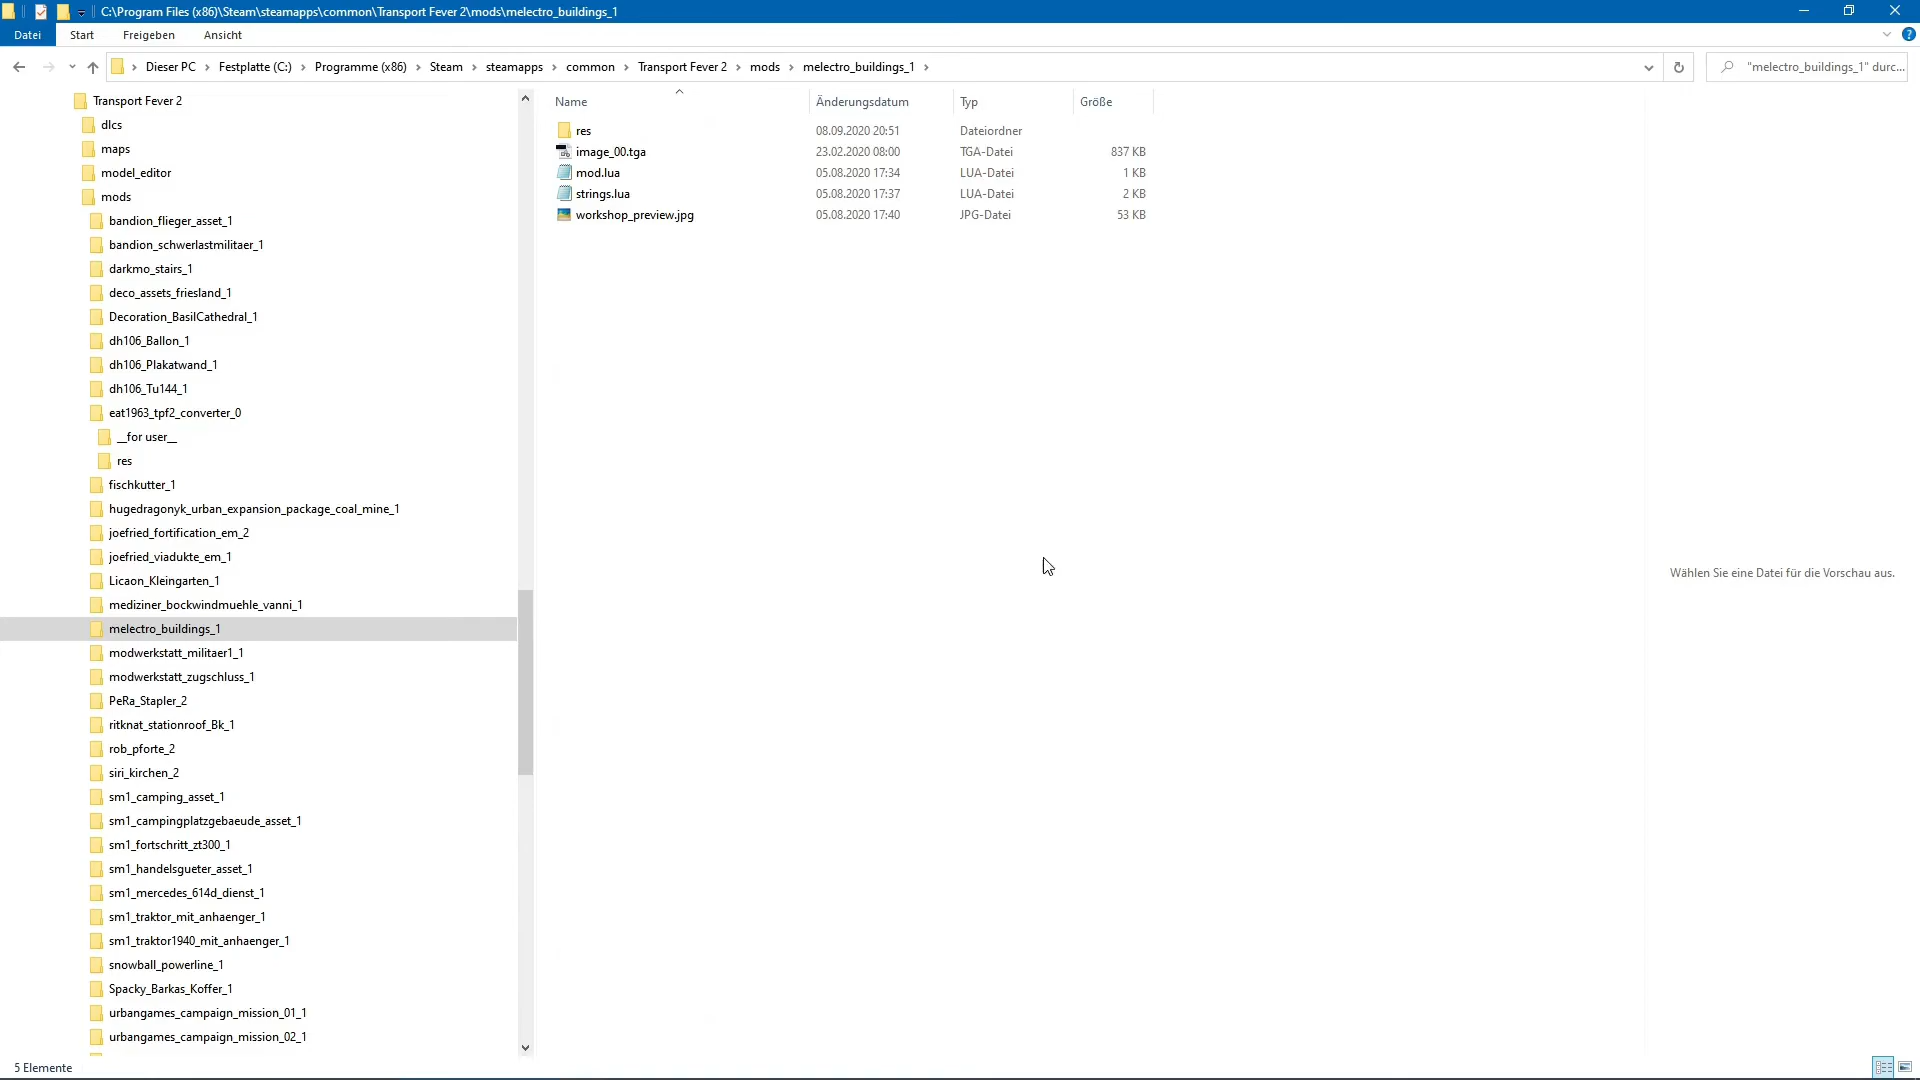 C:\Program Files (x86)\Steam\steamapps\common\Transport Fever 2\mods\melectro_buildings_1
Datei Start Freigeben Ansicht
Dieser PC Festplatte (C:) Programme (x86) Steam steamapps common Transport Fever 2 mods melectro_buildings_1 "melectro_buildings_1" durc...
Transport Fever 2
dlcs
maps
model_editor
mods
bandion_flieger_asset_1
bandion_schwerlastmilitaer_1
darkmo_stairs_1
deco_assets_friesland_1
Decoration_BasilCathedral_1
dh106_Ballon_1
dh106_Plakatwand_1
dh106_Tu144_1
eat1963_tpf2_converter_0
__for user__
res
fischkutter_1
hugedragonyk_urban_expansion_package_coal_mine_1
joefried_fortification_em_2
joefried_viadukte_em_1
Licaon_Kleingarten_1
mediziner_bockwindmuehle_vanni_1
melectro_buildings_1
modwerkstatt_militaer1_1
modwerkstatt_zugschluss_1
PeRa_Stapler_2
ritknat_stationroof_Bk_1
rob_pforte_2
siri_kirchen_2
sm1_camping_asset_1
sm1_campingplatzgebaeude_asset_1
sm1_fortschritt_zt300_1
sm1_handelsgueter_asset_1
sm1_mercedes_614d_dienst_1
sm1_traktor_mit_anhaenger_1
sm1_traktor1940_mit_anhaenger_1
snowball_powerline_1
Spacky_Barkas_Koffer_1
urbangames_campaign_mission_01_1
urbangames_campaign_mission_02_1
Name Änderungsdatum Typ Größe
res 08.09.2020 20:51 Dateiordner
image_00.tga 23.02.2020 08:00 TGA-Datei 837 KB
mod.lua 05.08.2020 17:34 LUA-Datei 1 KB
strings.lua 05.08.2020 17:37 LUA-Datei 2 KB
workshop_preview.jpg 05.08.2020 17:40 JPG-Datei 53 KB
Wählen Sie eine Datei für die Vorschau aus.
5 Elemente